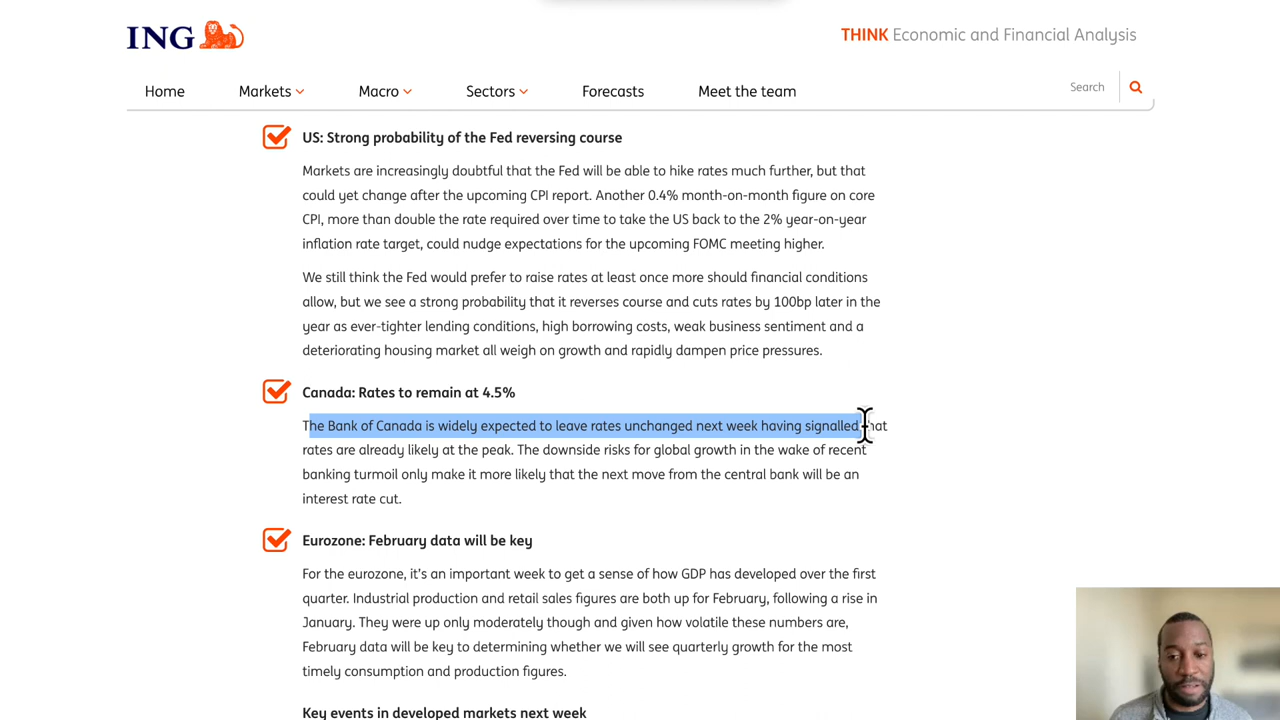 ING
THINK Economic and Financial Analysis
Home
Markets
Macro
Sectors
Forecasts
Meet the team
Search
US: Strong probability of the Fed reversing course
Markets are increasingly doubtful that the Fed will be able to hike rates much further, but that
could yet change after the upcoming CPI report. Another 0.4% month-on-month figure on core
CPI, more than double the rate required over time to take the US back to the 2% year-on-year
inflation rate target, could nudge expectations for the upcoming FOMC meeting higher.
We still think the Fed would prefer to raise rates at least once more should financial conditions
allow, but we see a strong probability that it reverses course and cuts rates by 100bp later in the
year as ever-tighter lending conditions, high borrowing costs, weak business sentiment and a
deteriorating housing market all weigh on growth and rapidly dampen price pressures.
Canada: Rates to remain at 4.5%
The Bank of Canada is widely expected to leave rates unchanged next week having signalled that
rates are already likely at the peak. The downside risks for global growth in the wake of recent
banking turmoil only make it more likely that the next move from the central bank will be an
interest rate cut.
Eurozone: February data will be key
For the eurozone, it's an important week to get a sense of how GDP has developed over the first
quarter. Industrial production and retail sales figures are both up for February, following a rise in
January. They were up only moderately though and given how volatile these numbers are,
February data will be key to determining whether we will see quarterly growth for the most
timely consumption and production figures.
Key events in developed markets next week